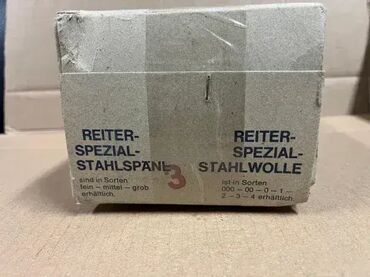 REITER-
SPEZIAL-
STAHLSPÄNE
sind in Sorten
fein – mittel – grob
erhältlich.
3
REITER-
SPEZIAL-
STAHLWOLLE
ist in Sorten
000 – 00 – 0 – 1 –
2 – 3 – 4 erhältlich.